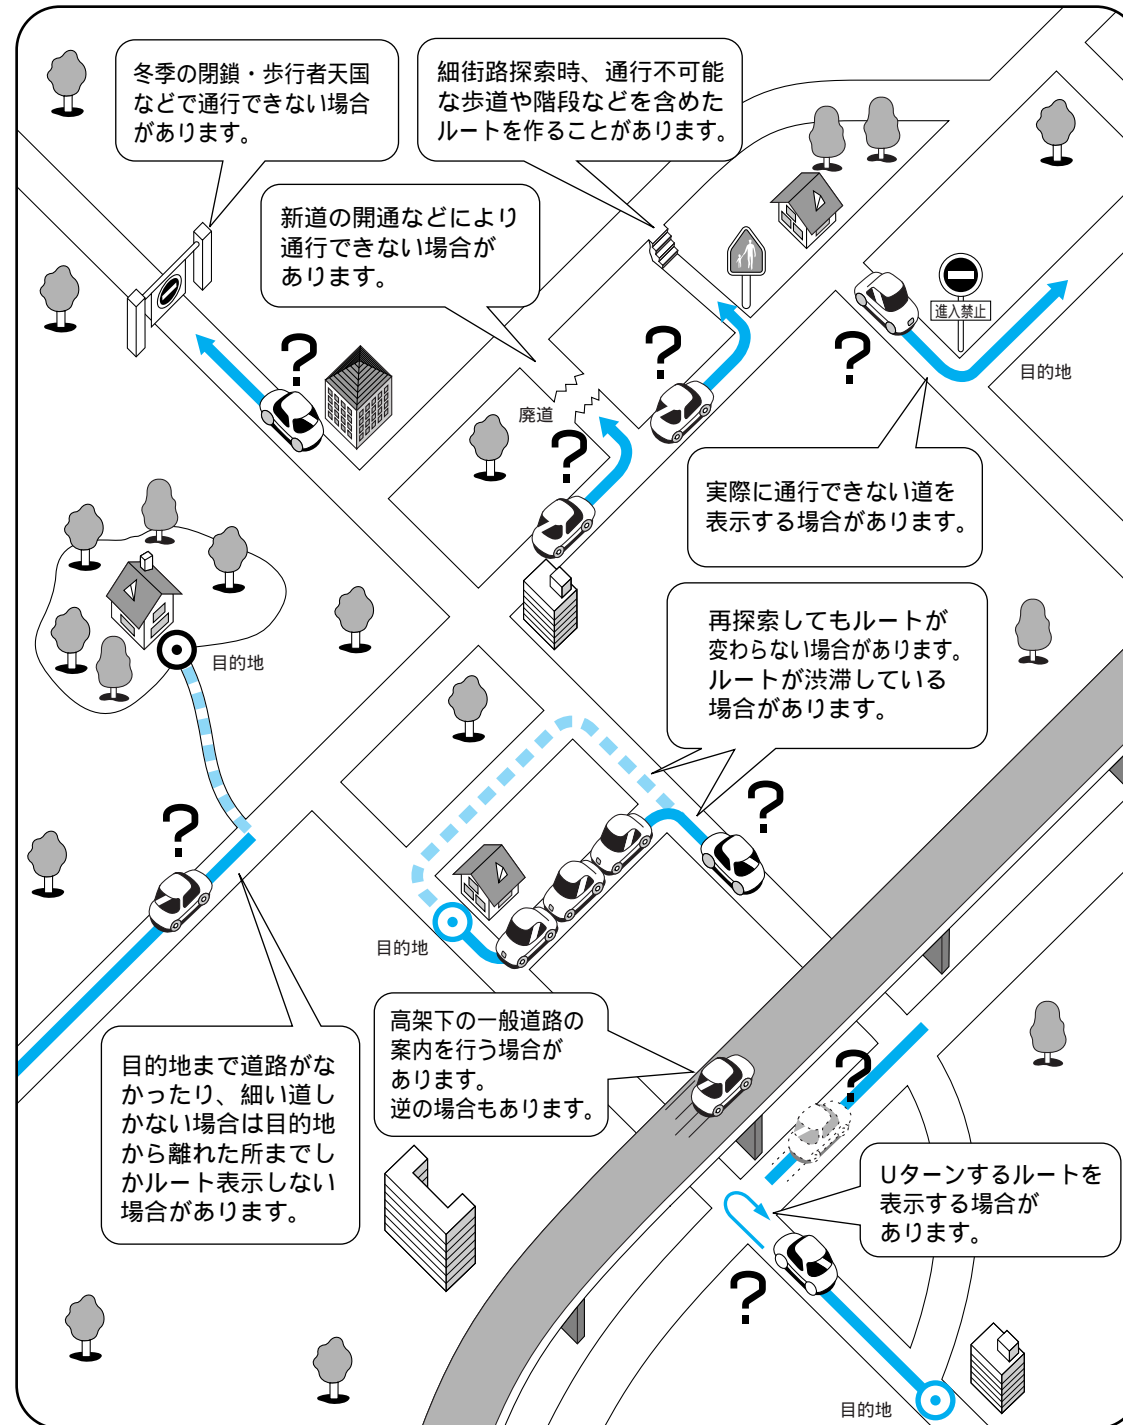 冬季の閉鎖・歩行者天国
などで通行できない場合
があります。
細街路探索時、通行不可能
な歩道や階段などを含めた
ルートを作ることがあります。
新道の開通などにより
通行できない場合が
あります。
進入禁止
目的地
廃道
実際に通行できない道を
表示する場合があります。
目的地
再探索してもルートが
変わらない場合があります。
ルートが渋滞している
場合があります。
目的地
高架下の一般道路の
案内を行う場合が
あります。
逆の場合もあります。
目的地まで道路がな
かったり、細い道し
かない場合は目的地
から離れた所までし
かルート表示しない
場合があります。
Uターンするルートを
表示する場合が
あります。
目的地